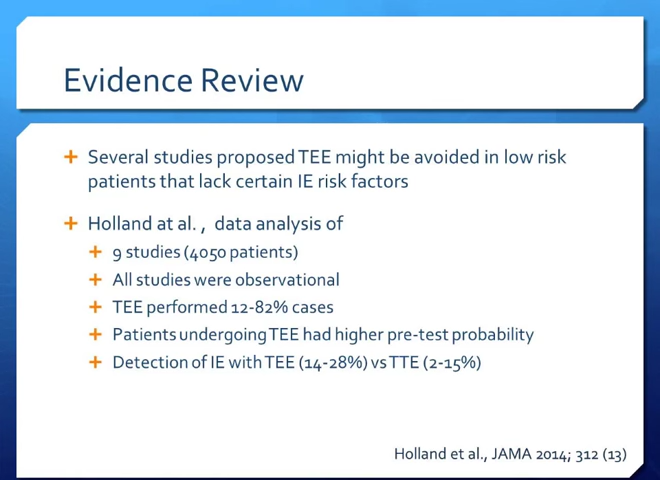 Evidence Review
Several studies proposed TEE might be avoided in low risk
patients that lack certain IE risk factors
Holland at al. , data analysis of
9 studies (4050 patients)
All studies were observational
TEE performed 12-82% cases
Patients undergoing TEE had higher pre-test probability
Detection of IE with TEE (14-28%) vs TTE (2-15%)
Holland et al., JAMA 2014; 312 (13)